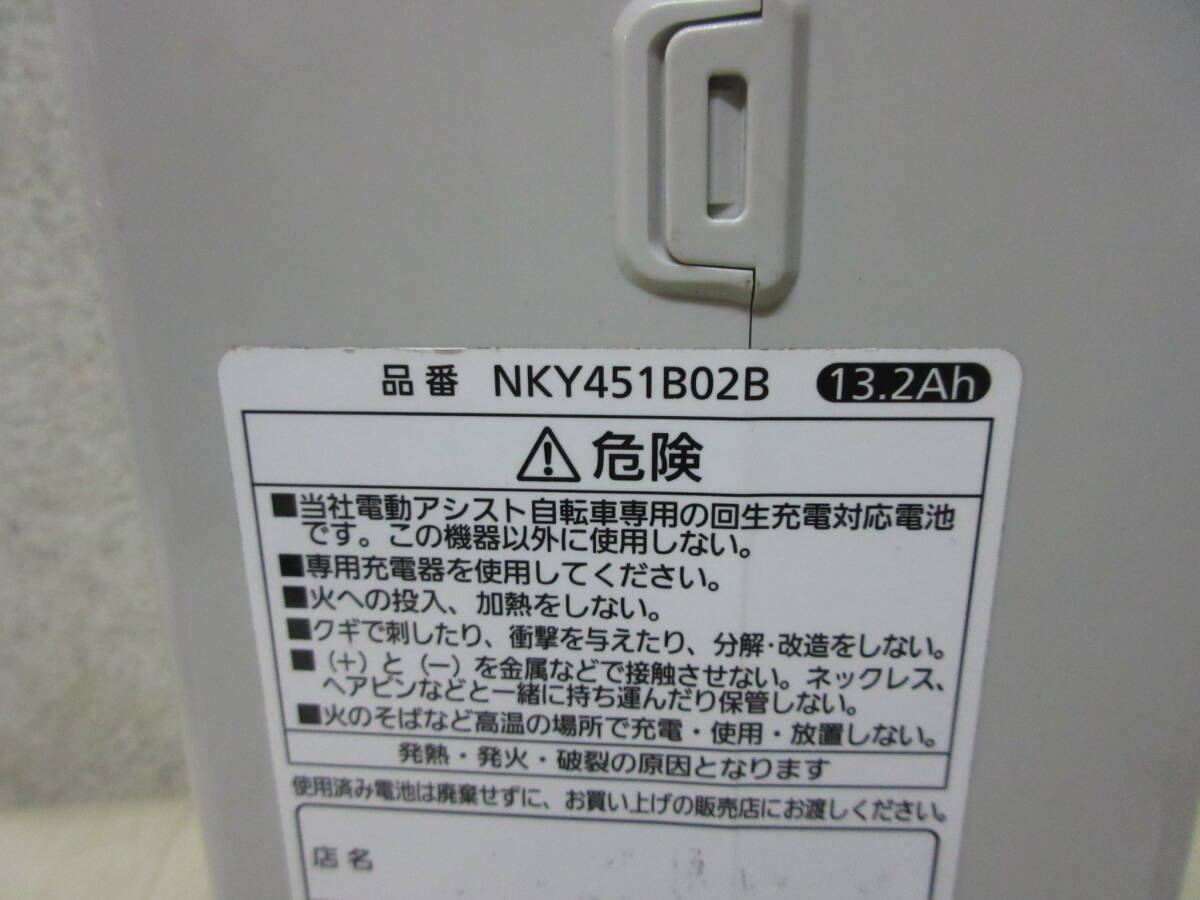 品番 NKY451B02B 13.2Ah
危険
■当社電動アシスト自転車専用の回生充電対応電池
です。この機器以外に使用しない。
■専用充電器を使用してください。
■火への投入、加熱をしない。
■クギで刺したり、衝撃を与えたり、分解・改造をしない。
■（＋）と（－）を金属などで接触させない。ネックレス、
ヘアピンなどと一緒に持ち運んだり保管しない。
■火のそばなど高温の場所で充電・使用・放置しない。
発熱・発火・破裂の原因となります
使用済み電池は廃棄せずに、お買い上げの販売店にお渡しください。
店名